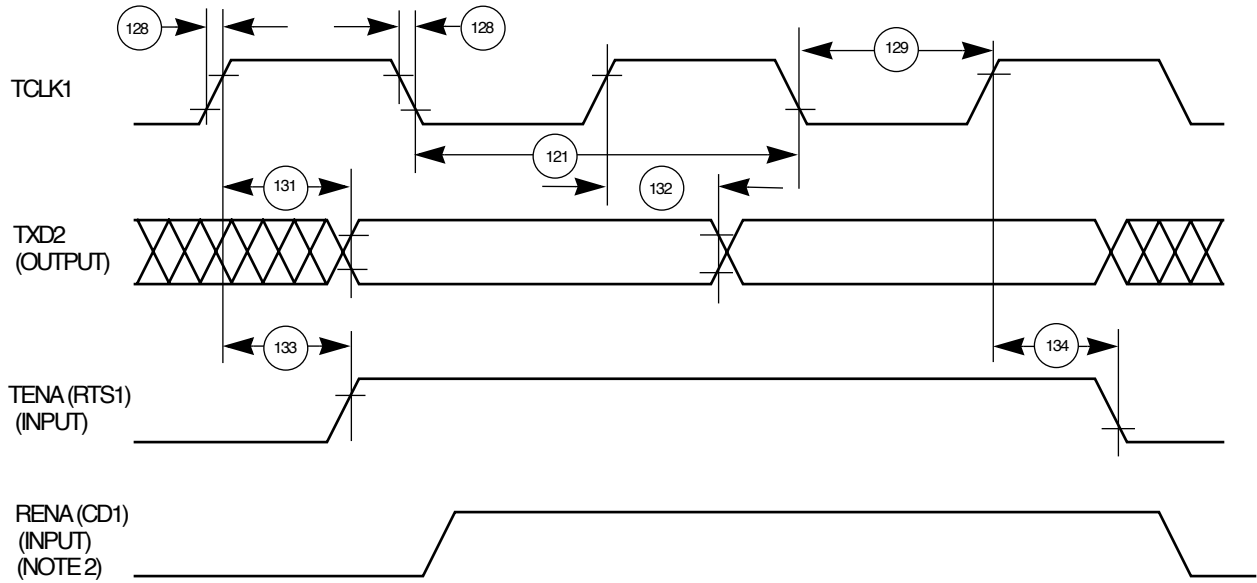 128
128
129
TCLK1
121
131
132
TXD2
(OUTPUT)
133
134
TENA (RTS1)
(INPUT)
RENA (CD1)
(INPUT)
(NOTE 2)